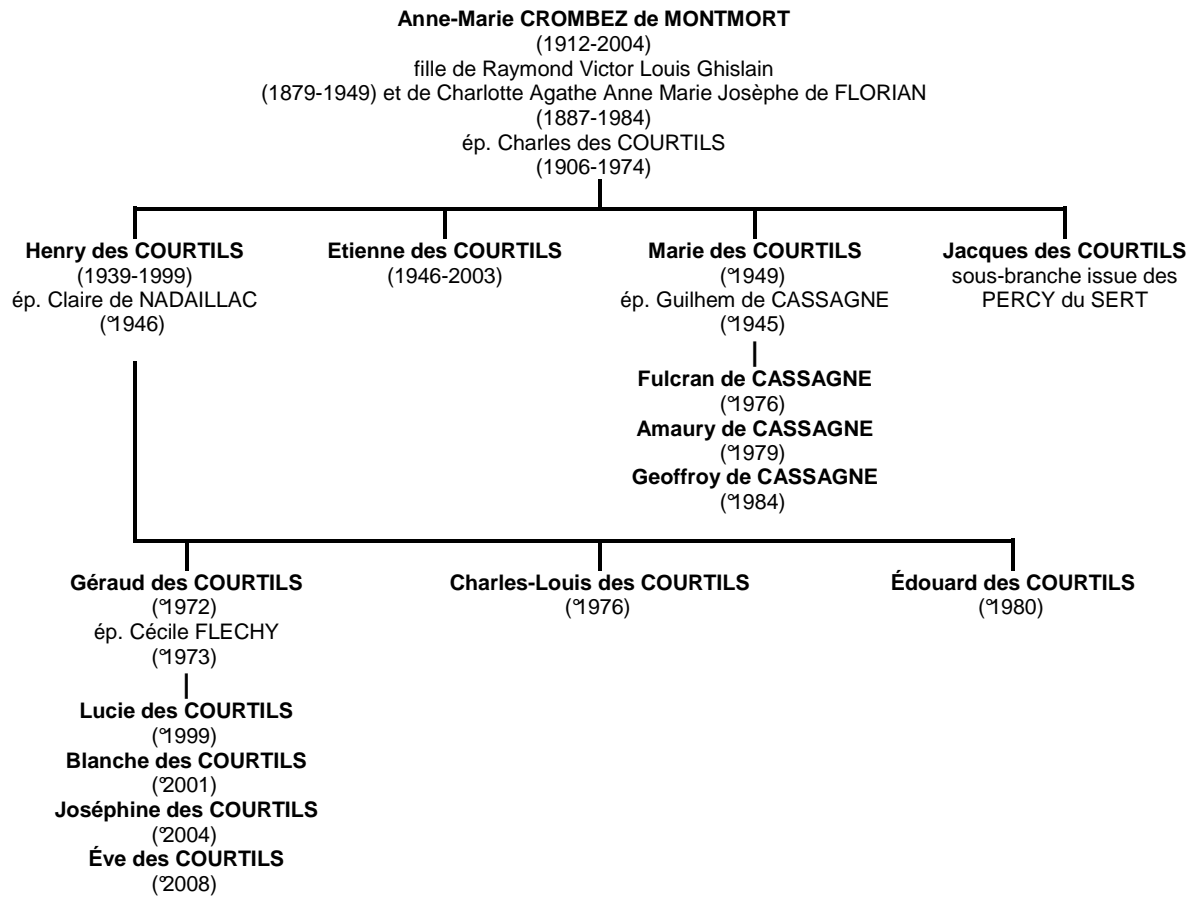 Anne-Marie CROMBEZ de MONTMORT
(1912-2004)
fille de Raymond Victor Louis Ghislain
(1879-1949) et de Charlotte Agathe Anne Marie Josèphe de FLORIAN
(1887-1984)
ép. Charles des COURTILS
(1906-1974)
Henry des COURTILS
(1939-1999)
ép. Claire de NADAILLAC
(°1946)
Etienne des COURTILS
(1946-2003)
Marie des COURTILS
(°1949)
ép. Guilhem de CASSAGNE
(°1945)
Jacques des COURTILS
sous-branche issue des
PERCY du SERT
Fulcran de CASSAGNE
(°1976)
Amaury de CASSAGNE
(°1979)
Geoffroy de CASSAGNE
(°1984)
Géraud des COURTILS
(°1972)
ép. Cécile FLECHY
(°1973)
Charles-Louis des COURTILS
(°1976)
Édouard des COURTILS
(°1980)
Lucie des COURTILS
(°1999)
Blanche des COURTILS
(°2001)
Joséphine des COURTILS
(°2004)
Éve des COURTILS
(°2008)